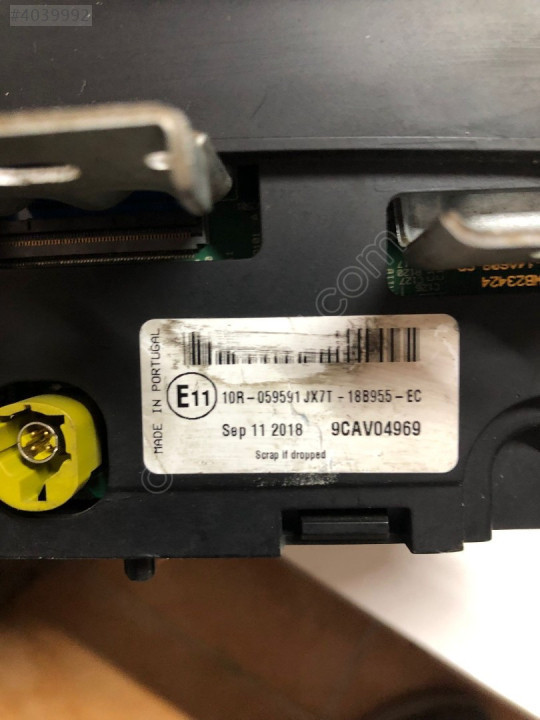 #4039992
MADE IN PORTUGAL
E11
10R-059591 JX7T-18B955-EC
Sep 11 2018 9CAV04969
Scrap if dropped